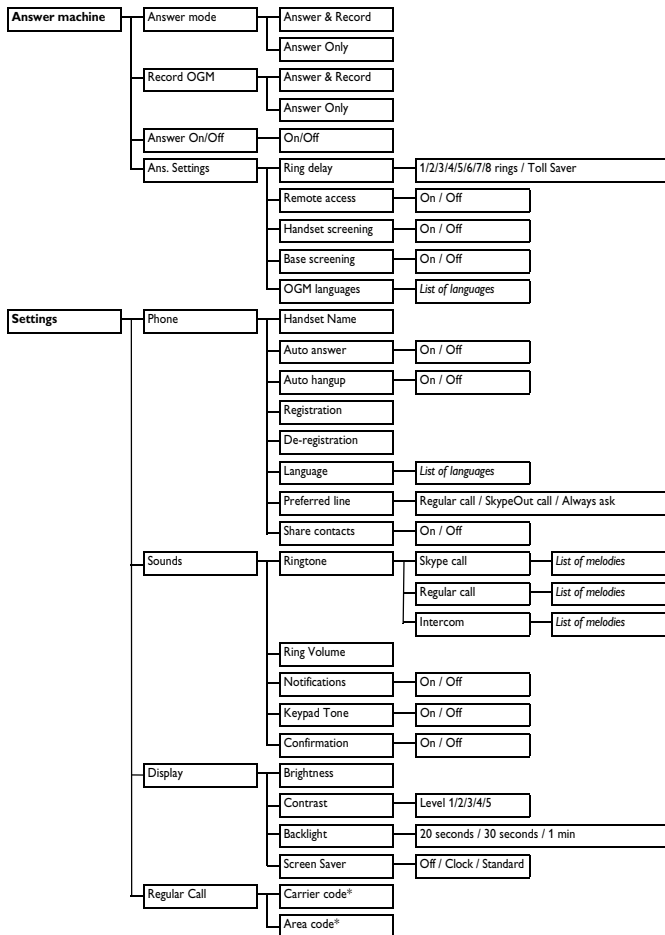 Answer machine Answer mode Answer & Record
Answer Only
Record OGM Answer & Record
Answer Only
Answer On/Off On/Off
Ans. Settings Ring delay 1/2/3/4/5/6/7/8 rings / Toll Saver
Remote access On / Off
Handset screening On / Off
Base screening On / Off
OGM languages List of languages
Settings Phone Handset Name
Auto answer On / Off
Auto hangup On / Off
Registration
De-registration
Language List of languages
Preferred line Regular call / SkypeOut call / Always ask
Share contacts On / Off
Sounds Ringtone Skype call List of melodies
Regular call List of melodies
Intercom List of melodies
Ring Volume
Notifications On / Off
Keypad Tone On / Off
Confirmation On / Off
Display Brightness
Contrast Level 1/2/3/4/5
Backlight 20 seconds / 30 seconds / 1 min
Screen Saver Off / Clock / Standard
Regular Call Carrier code*
Area code*